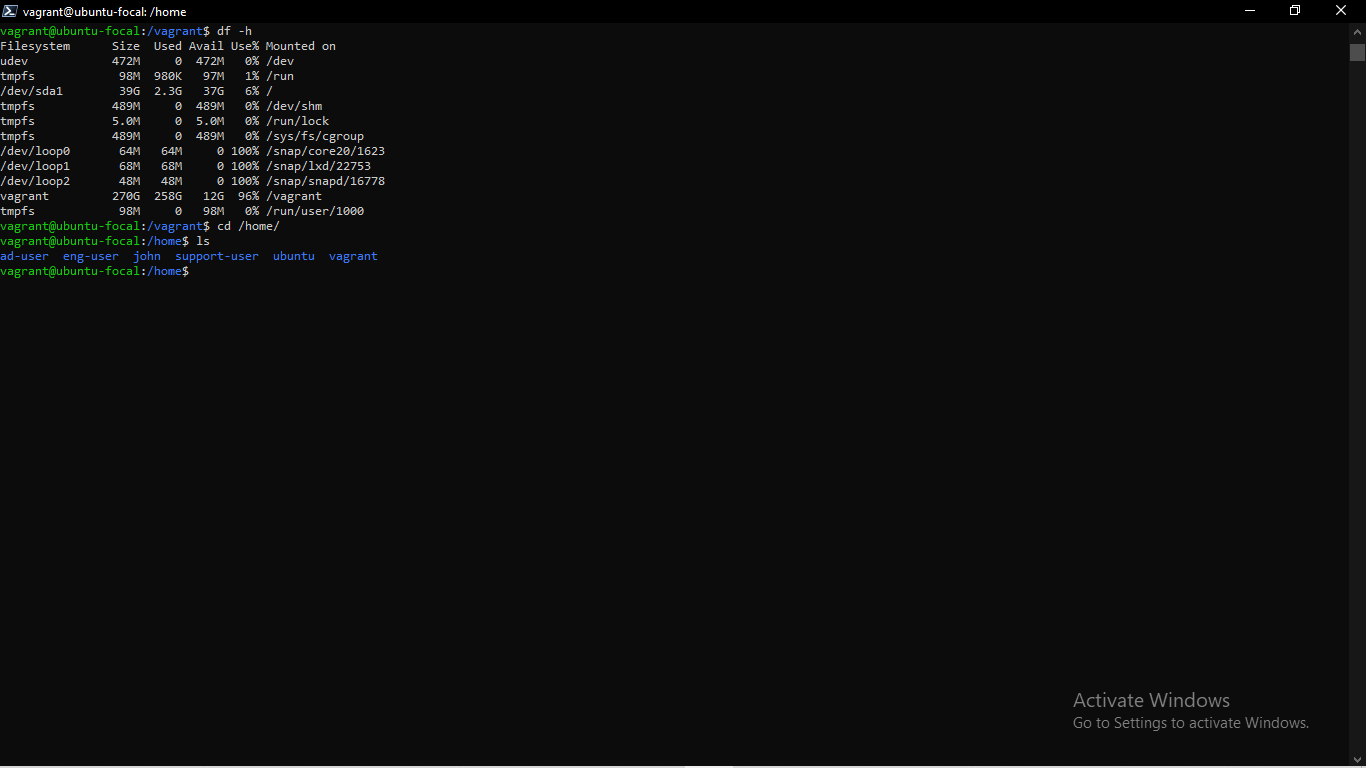 vagrant@ubuntu-focal: /home
vagrant@ubuntu-focal:/vagrant$ df -h
Filesystem      Size  Used Avail Use% Mounted on
udev            472M     0  472M   0% /dev
tmpfs            98M  980K   97M   1% /run
/dev/sda1        39G  2.3G   37G   6% /
tmpfs           489M     0  489M   0% /dev/shm
tmpfs           5.0M     0  5.0M   0% /run/lock
tmpfs           489M     0  489M   0% /sys/fs/cgroup
/dev/loop0       64M   64M     0 100% /snap/core20/1623
/dev/loop1       68M   68M     0 100% /snap/lxd/22753
/dev/loop2       48M   48M     0 100% /snap/snapd/16778
vagrant         270G  258G   12G  96% /vagrant
tmpfs            98M     0   98M   0% /run/user/1000
vagrant@ubuntu-focal:/vagrant$ cd /home/
vagrant@ubuntu-focal:/home$ ls
ad-user  eng-user  john  support-user  ubuntu  vagrant
vagrant@ubuntu-focal:/home$
Activate Windows
Go to Settings to activate Windows.